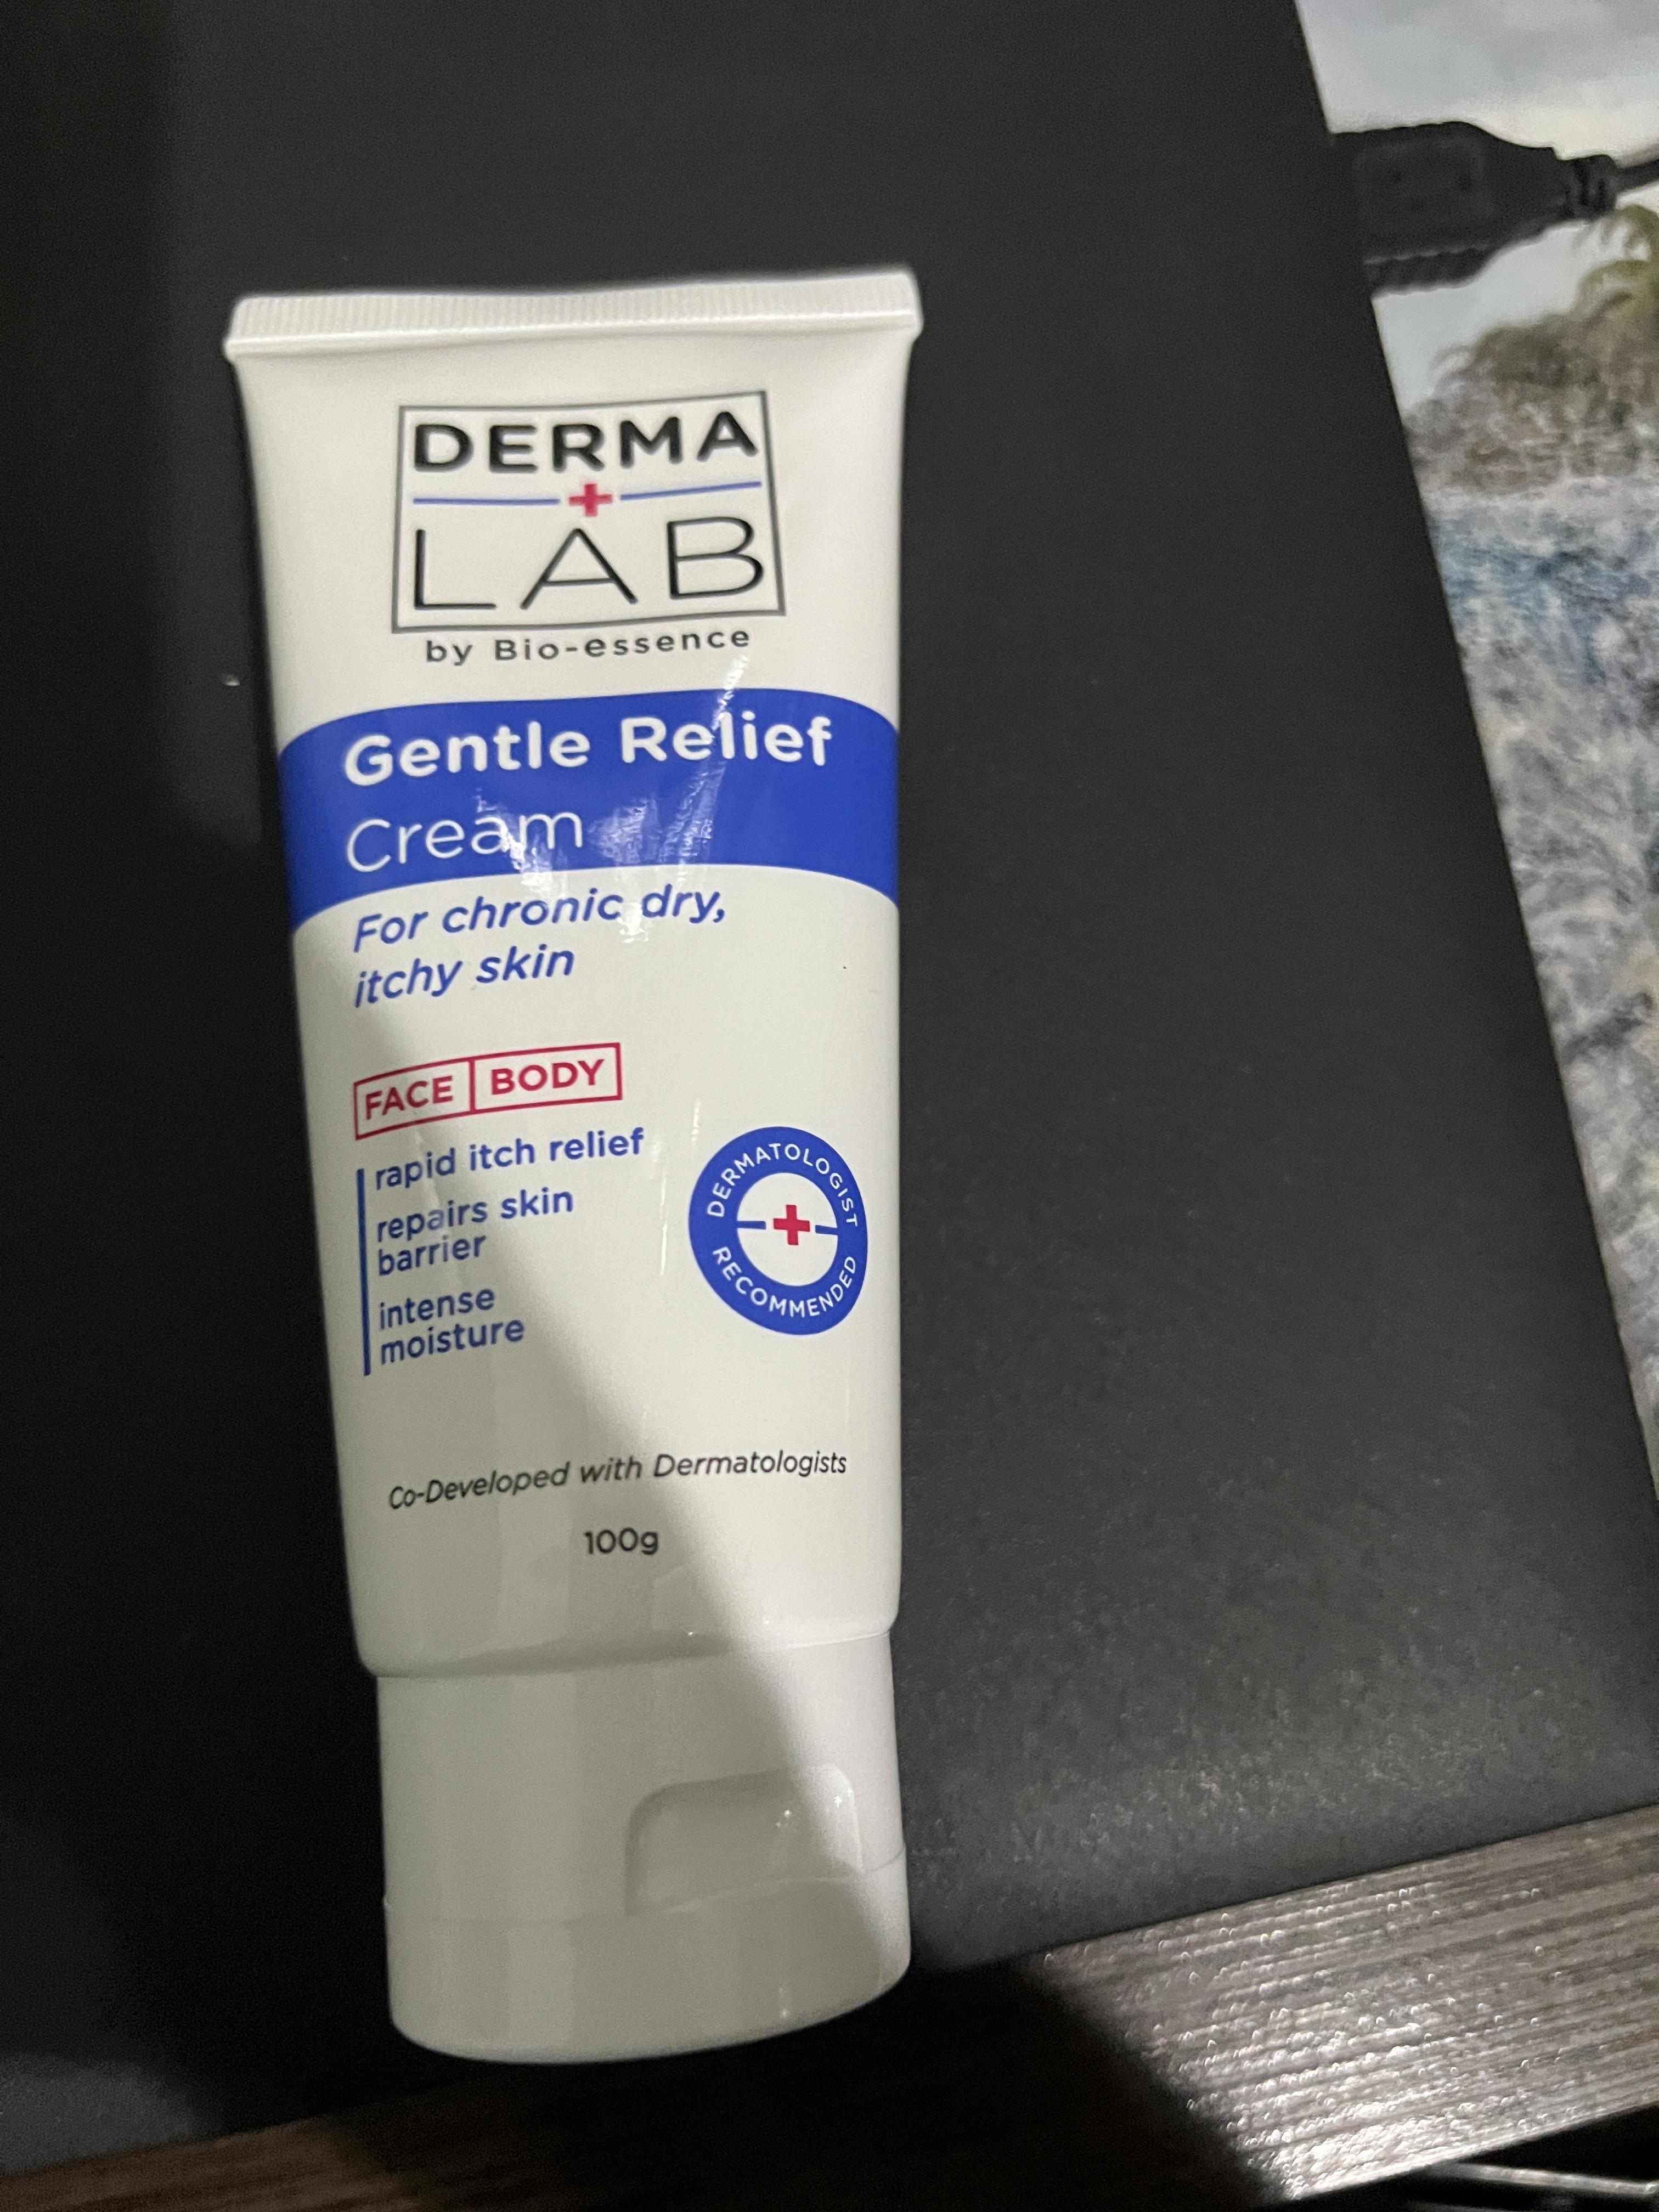 DERMA
LAB
by Bio-essence
Gentle Relief
Cream
For chronic dry,
itchy skin
FACE BODY
rapid itch relief
repairs skin
barrier
intense
moisture
DERMATOLOGIST
RECOMMENDED
Co-Developed with Dermatologists
100g